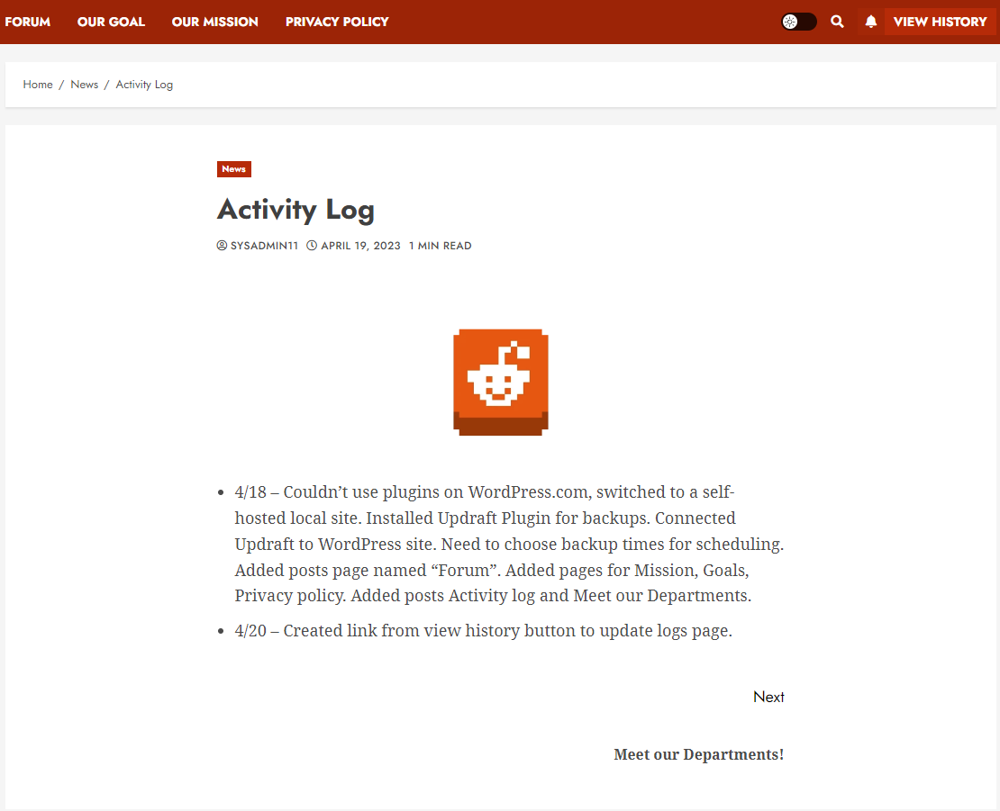 FORUM OUR GOAL OUR MISSION PRIVACY POLICY VIEW HISTORY
Home / News / Activity Log
News
Activity Log
SYSADMIN11 APRIL 19, 2023 1 MIN READ
• 4/18 – Couldn’t use plugins on WordPress.com, switched to a self-
hosted local site. Installed Updraft Plugin for backups. Connected
Updraft to WordPress site. Need to choose backup times for scheduling.
Added posts page named “Forum”. Added pages for Mission, Goals,
Privacy policy. Added posts Activity log and Meet our Departments.
• 4/20 – Created link from view history button to update logs page.
Next
Meet our Departments!